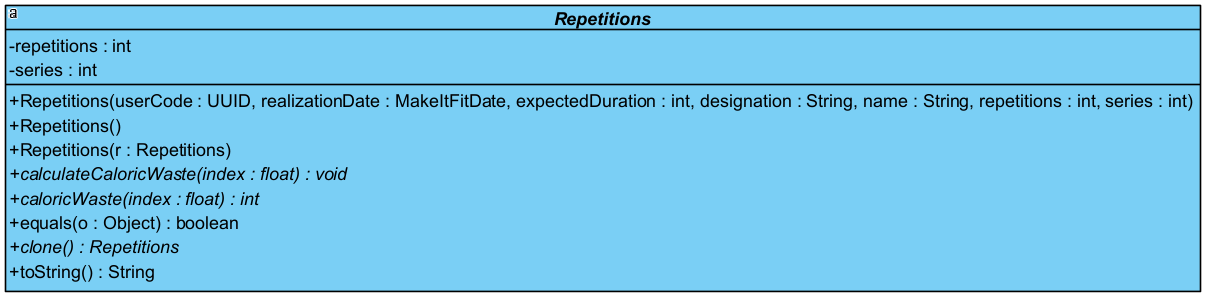 a
Repetitions
-repetitions : int
-series : int
+Repetitions(userCode : UUID, realizationDate : MakeItFitDate, expectedDuration : int, designation : String, name : String, repetitions : int, series : int)
+Repetitions()
+Repetitions(r : Repetitions)
+calculateCaloricWaste(index : float) : void
+caloricWaste(index : float) : int
+equals(o : Object) : boolean
+clone() : Repetitions
+toString() : String